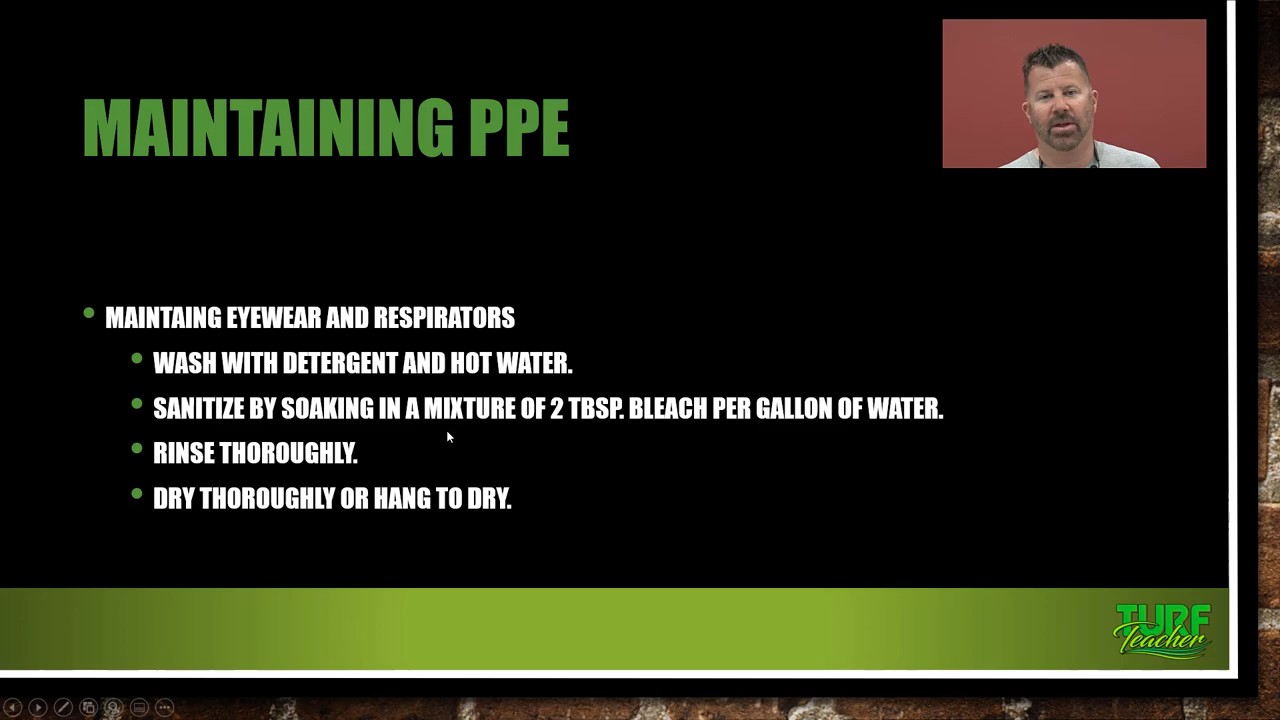 MAINTAINING PPE
MAINTAING EYEWEAR AND RESPIRATORS
WASH WITH DETERGENT AND HOT WATER.
SANITIZE BY SOAKING IN A MIXTURE OF 2 TBSP. BLEACH PER GALLON OF WATER.
RINSE THOROUGHLY.
DRY THOROUGHLY OR HANG TO DRY.
TURF
Teacher